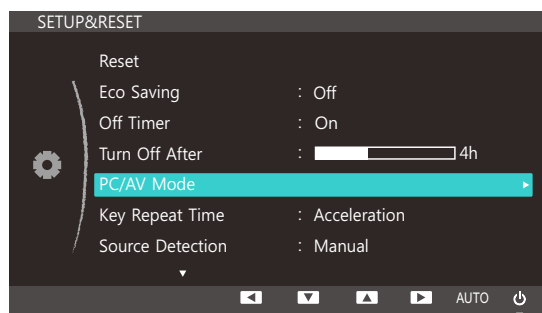 SETUP&RESET
Reset
Eco Saving : Off
Off Timer : On
Turn Off After : 4h
PC/AV Mode
Key Repeat Time : Acceleration
Source Detection : Manual
AUTO